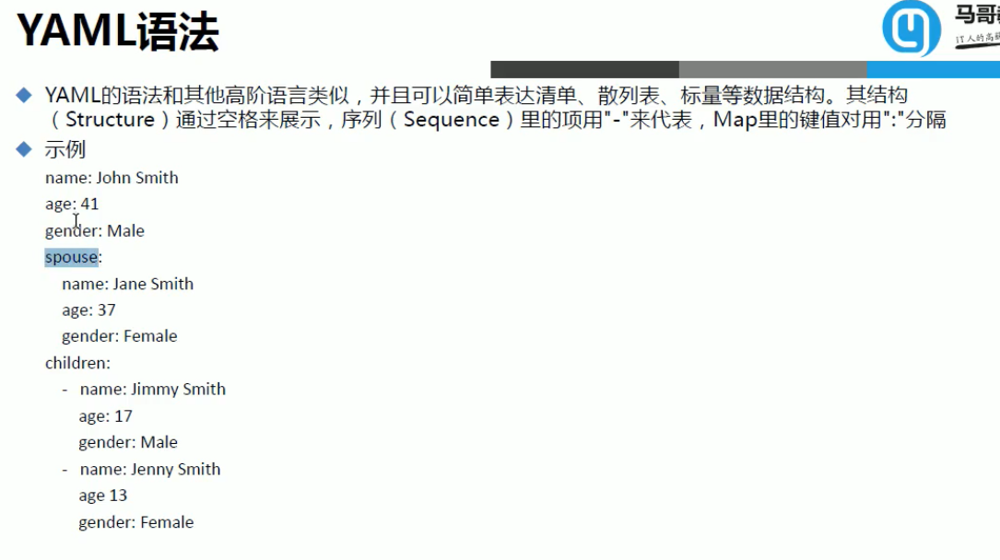 YAML语法
马哥
IT人的高
YAML的语法和其他高阶语言类似，并且可以简单表达清单、散列表、标量等数据结构。其结构
（Structure）通过空格来展示，序列（Sequence）里的项用"-"来代表，Map里的键值对用":"分隔
示例
name: John Smith
age: 41
gender: Male
spouse:
name: Jane Smith
age: 37
gender: Female
children:
- name: Jimmy Smith
age: 17
gender: Male
- name: Jenny Smith
age 13
gender: Female